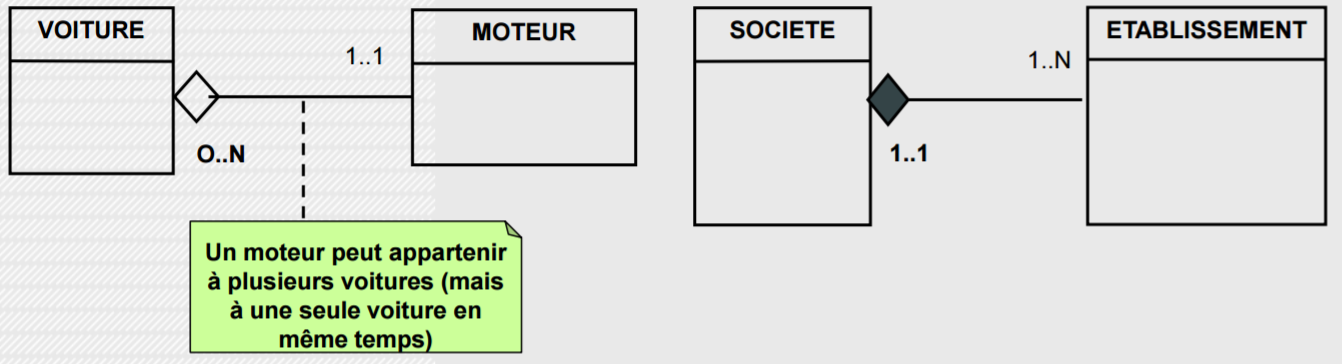 VOITURE
MOTEUR
1..1
O..N
Un moteur peut appartenir
à plusieurs voitures (mais
à une seule voiture en
même temps)
SOCIETE
ETABLISSEMENT
1..N
1..1